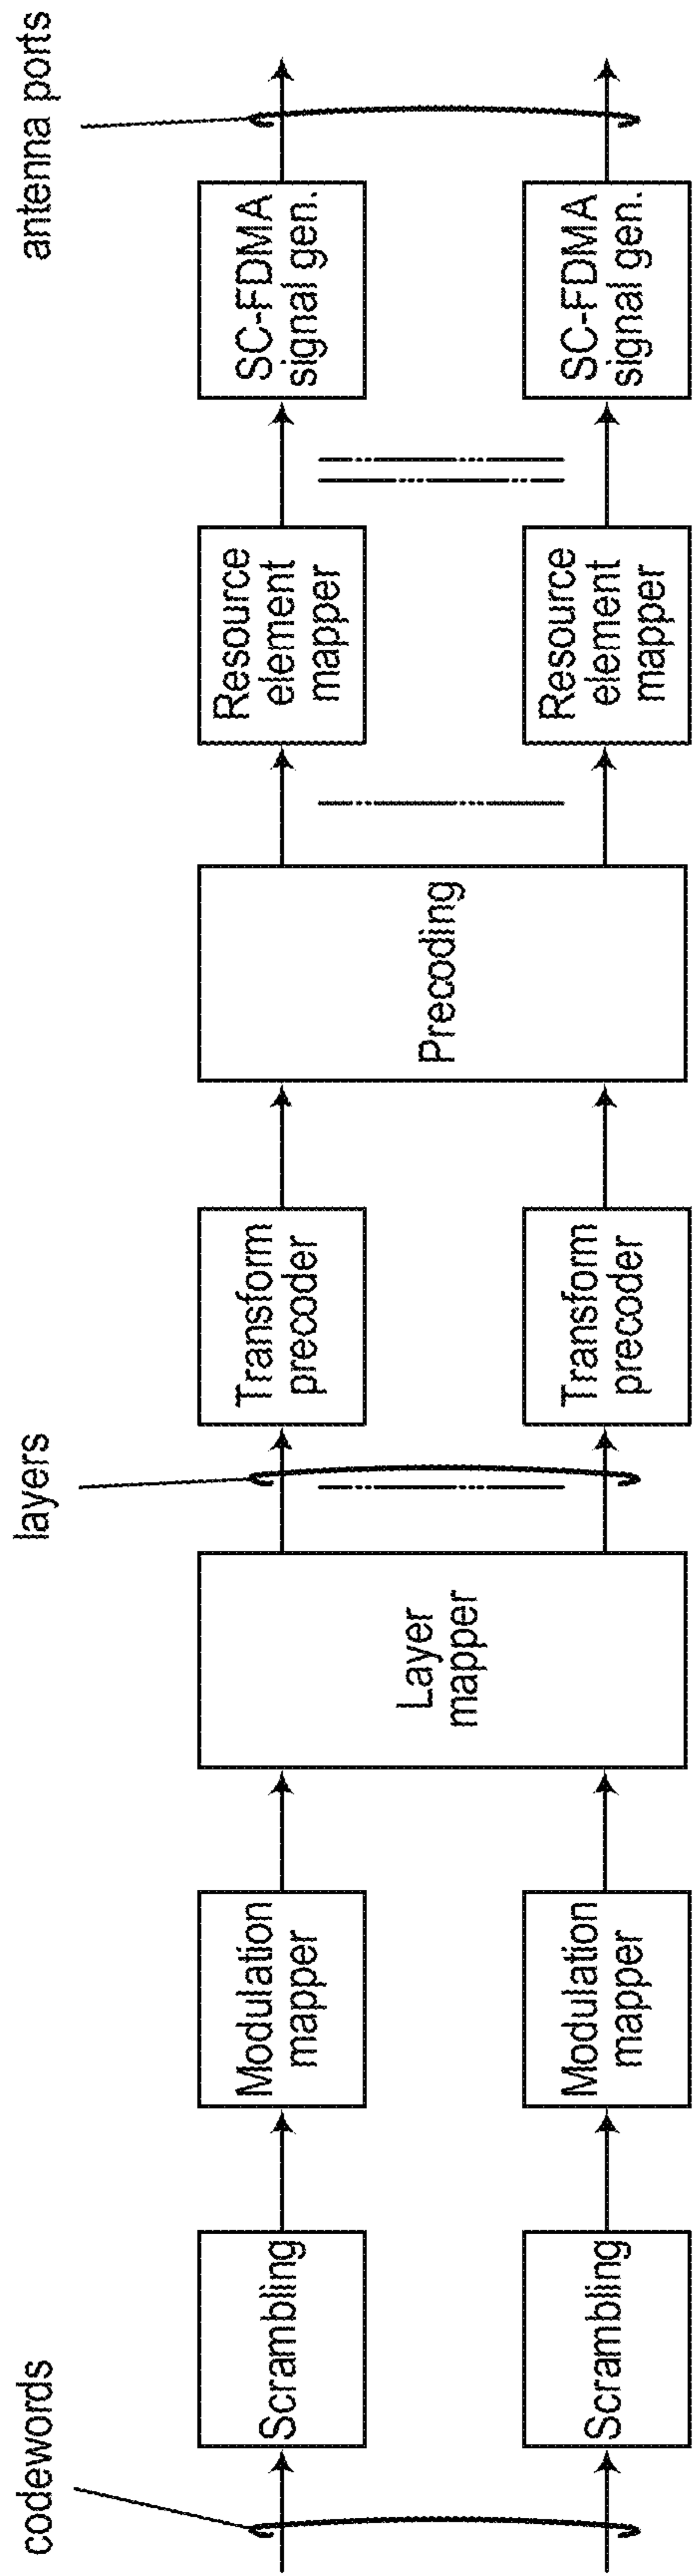 codewords
layers
antenna ports
Scrambling
Modulation
mapper
Layer
mapper
Transform
precoder
Precoding
Resource
element
mapper
SC-FDMA
signal gen.
Scrambling
Modulation
mapper
Transform
precoder
Resource
element
mapper
SC-FDMA
signal gen.